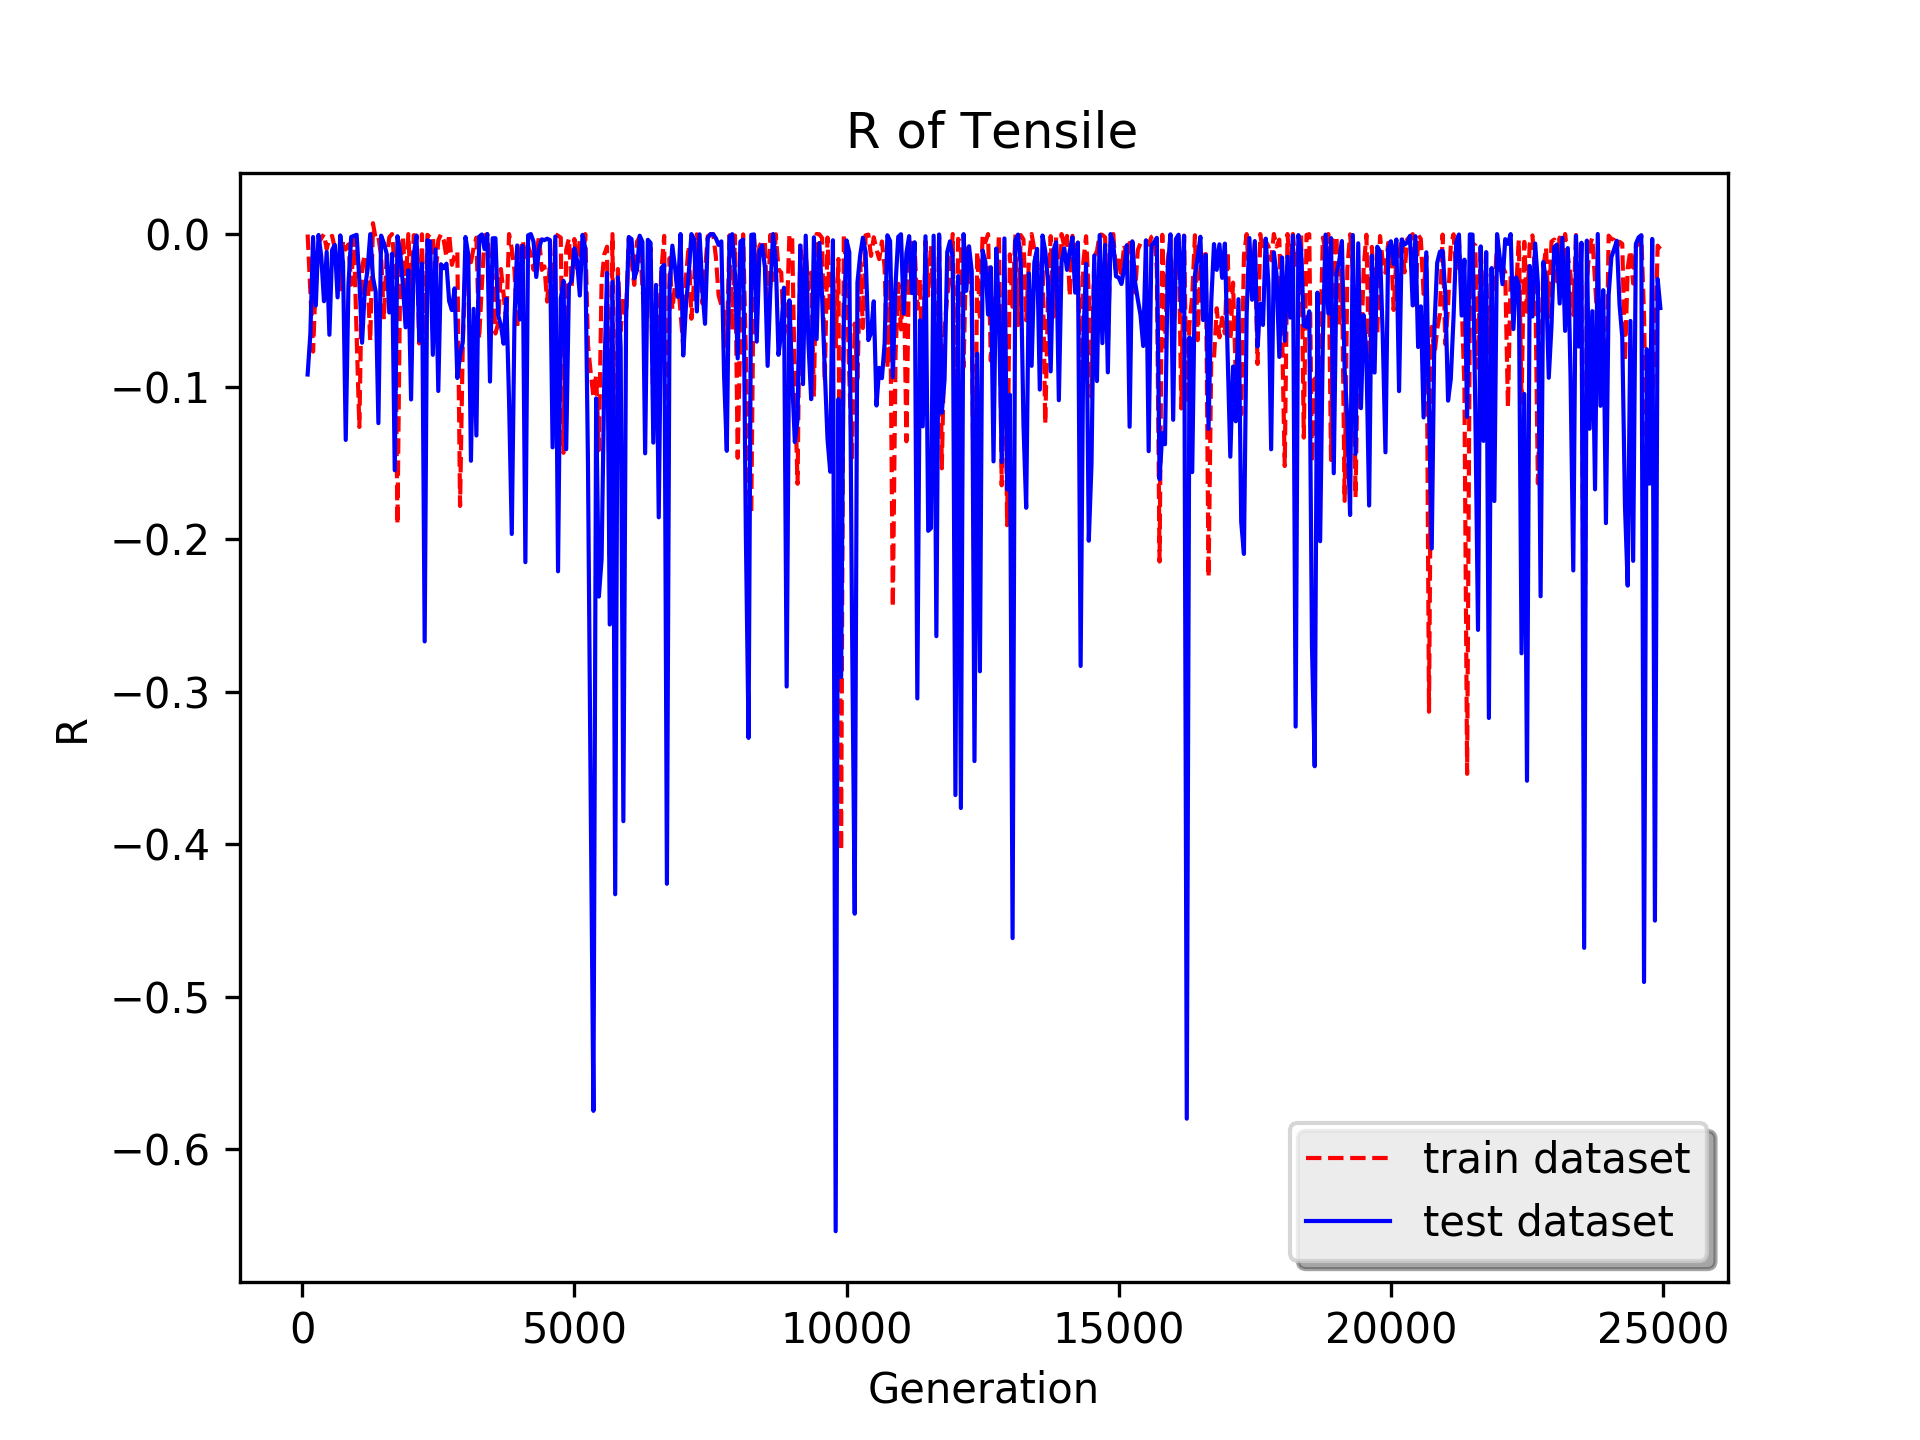 R of Tensile
0.0
−0.1
−0.2
−0.3
−0.4
−0.5
−0.6
R
0 5000 10000 15000 20000 25000
Generation
train dataset
test dataset